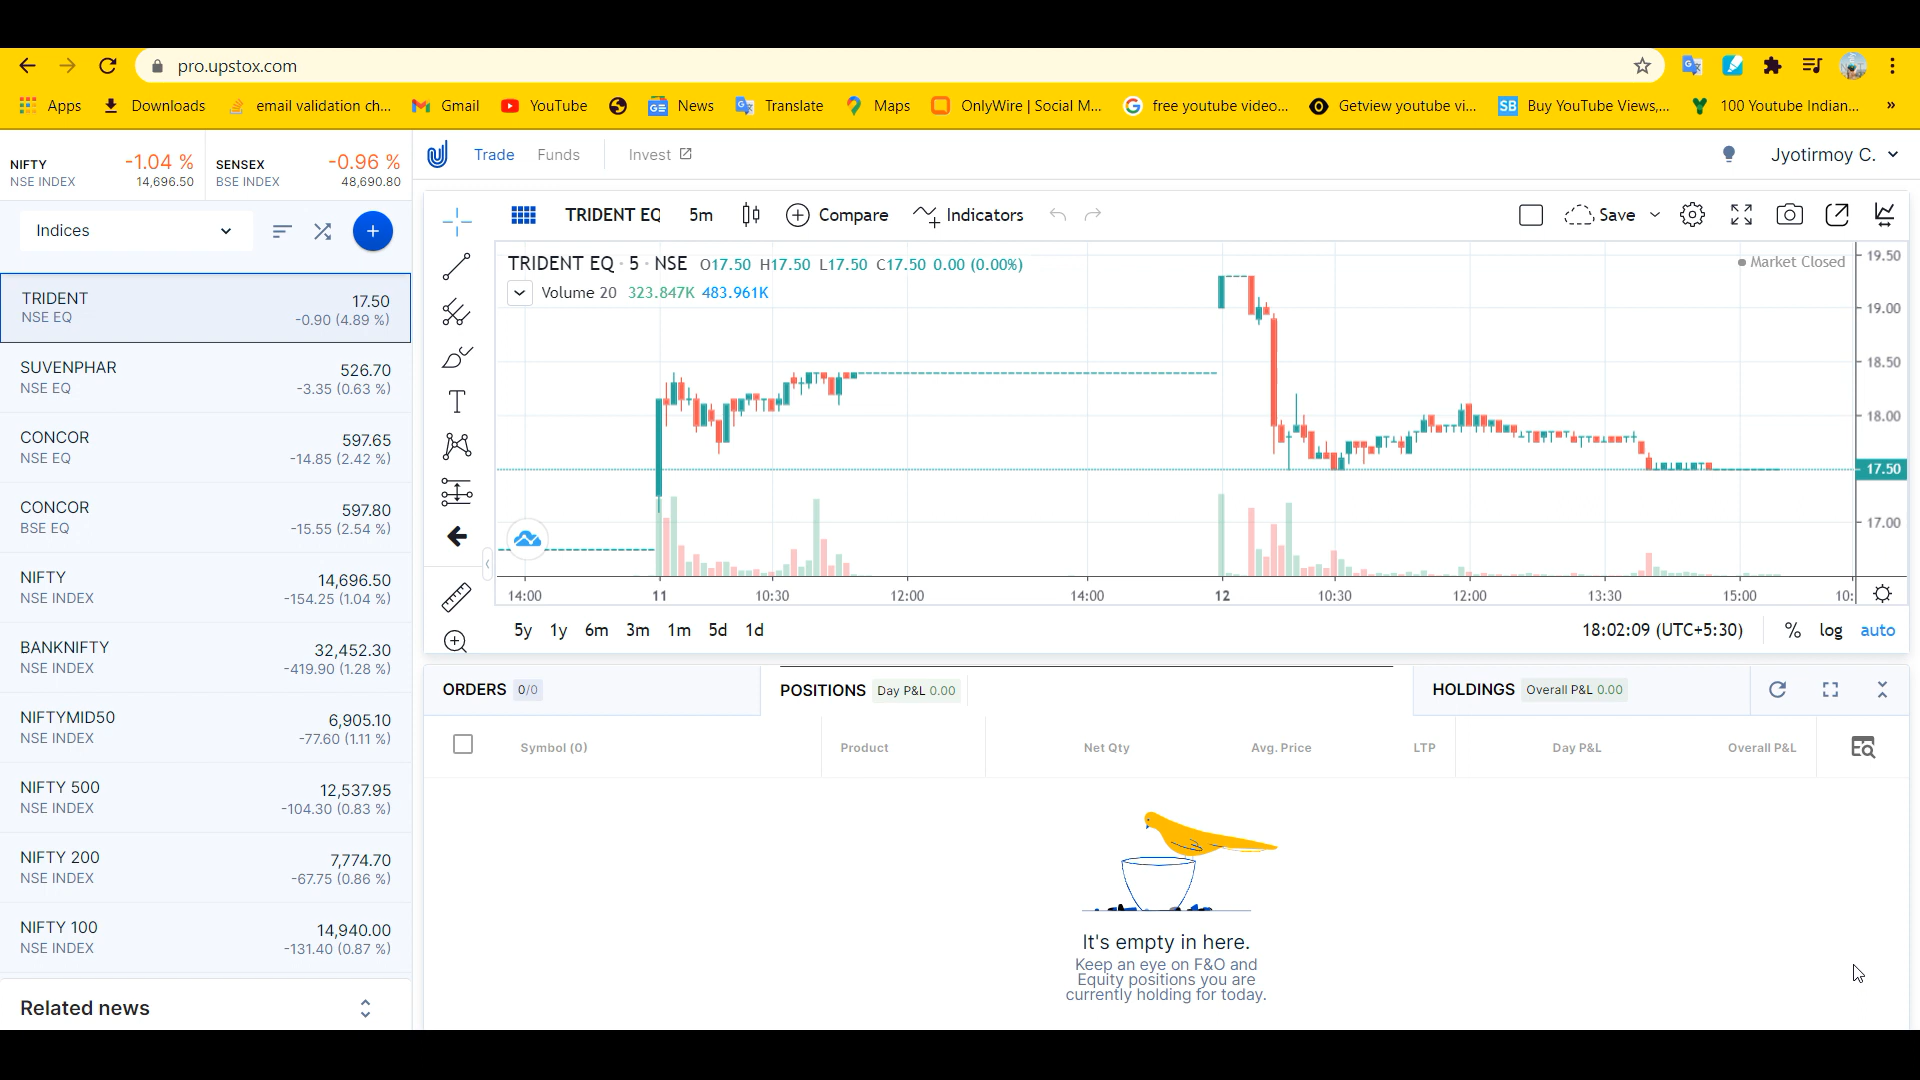 pro.upstox.com
Apps
Downloads
email validation ch...
Gmail
YouTube
News
Translate
Maps
OnlyWire | Social M...
free youtube video...
Getview youtube vi...
SB Buy YouTube Views,...
100 Youtube Indian...
»
NIFTY -1.04 %
NSE INDEX 14,696.50
SENSEX -0.96 %
BSE INDEX 48,690.80
Trade Funds Invest
Jyotirmoy C.
Indices
+
TRIDENT 17.50
NSE EQ -0.90 (4.89 %)
SUVENPHAR 526.70
NSE EQ -3.35 (0.63 %)
CONCOR 597.65
NSE EQ -14.85 (2.42 %)
CONCOR 597.80
BSE EQ -15.55 (2.54 %)
NIFTY 14,696.50
NSE INDEX -154.25 (1.04 %)
BANKNIFTY 32,452.30
NSE INDEX -419.90 (1.28 %)
NIFTYMID50 6,905.10
NSE INDEX -77.60 (1.11 %)
NIFTY 500 12,537.95
NSE INDEX -104.30 (0.83 %)
NIFTY 200 7,774.70
NSE INDEX -67.75 (0.86 %)
NIFTY 100 14,940.00
NSE INDEX -131.40 (0.87 %)
Related news
TRIDENT EQ 5m Compare Indicators Save
TRIDENT EQ · 5 · NSE O17.50 H17.50 L17.50 C17.50 0.00 (0.00%)
Market Closed
Volume 20 323.847K 483.961K
19.50
19.00
18.50
18.00
17.50
17.00
14:00 11 10:30 12:00 14:00 12 10:30 12:00 13:30 15:00 10:
5y 1y 6m 3m 1m 5d 1d
18:02:09 (UTC+5:30) % log auto
ORDERS 0/0
POSITIONS Day P&L 0.00
HOLDINGS Overall P&L 0.00
Symbol (0) Product Net Qty Avg. Price LTP Day P&L Overall P&L
It's empty in here.
Keep an eye on F&O and
Equity positions you are
currently holding for today.